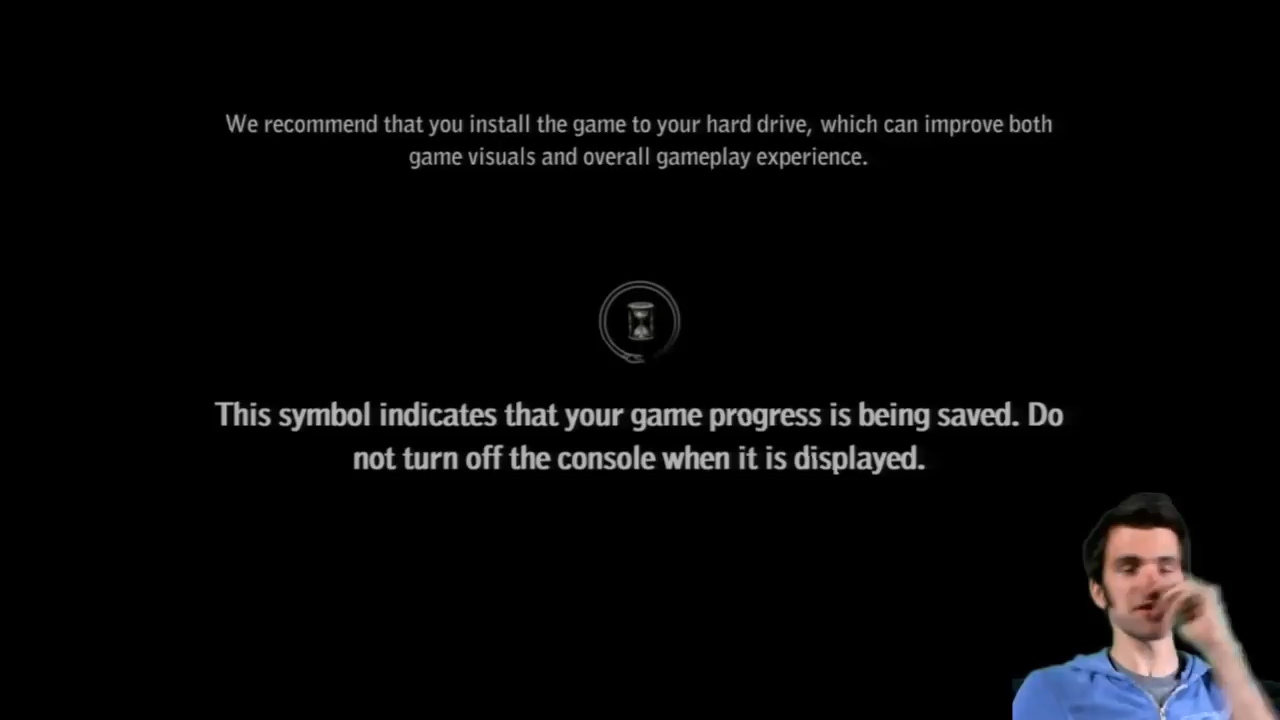 We recommend that you install the game to your hard drive, which can improve both
game visuals and overall gameplay experience.
This symbol indicates that your game progress is being saved. Do
not turn off the console when it is displayed.